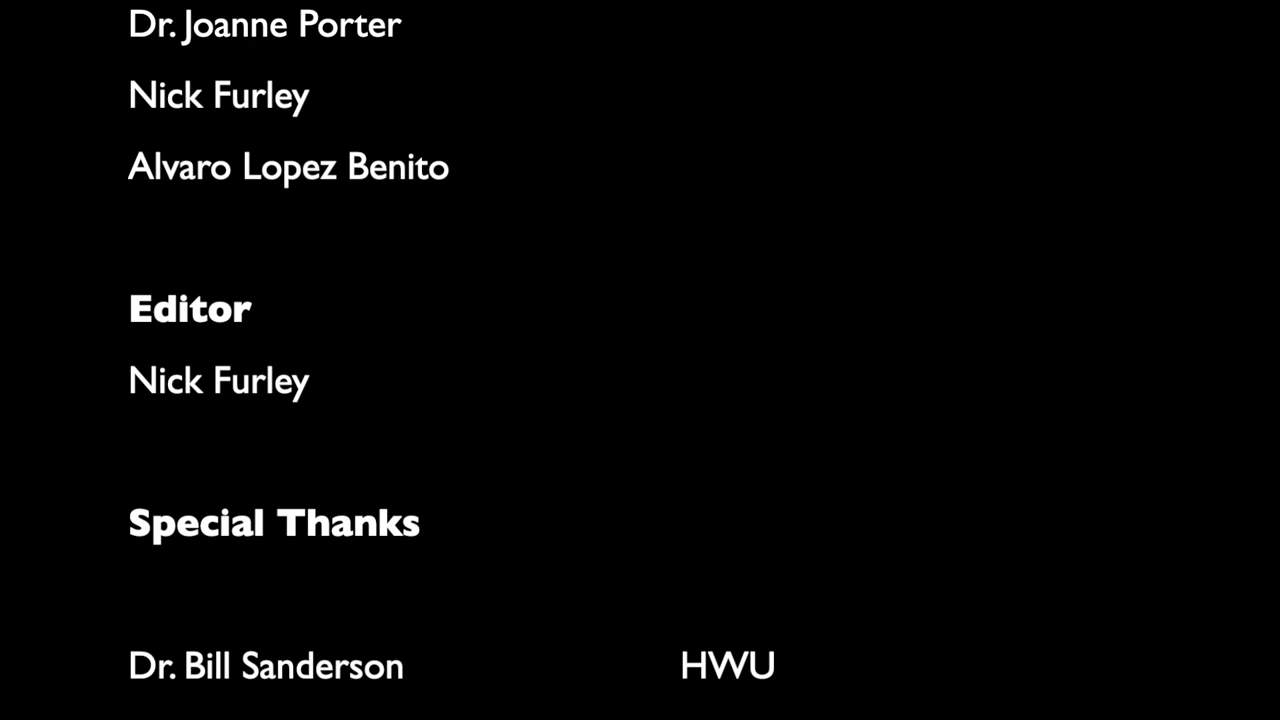 Dr. Joanne Porter
Nick Furley
Alvaro Lopez Benito
Editor
Nick Furley
Special Thanks
Dr. Bill Sanderson HWU